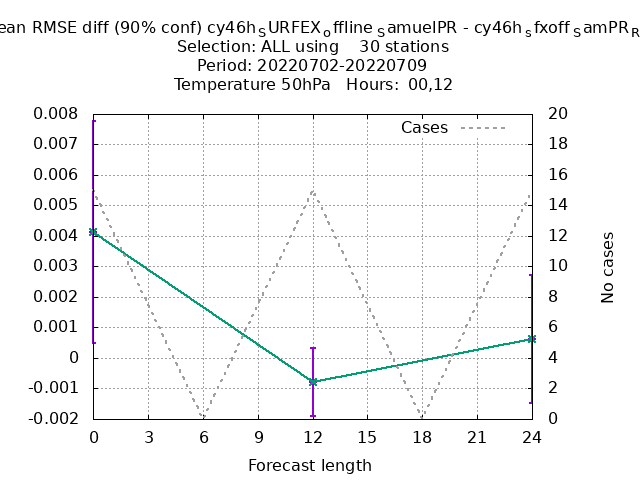 ean RMSE diff (90% conf) cy46h_SURFEX_offline_SamuelPR - cy46h_sfxoff_SamPR_R
Selection: ALL using 30 stations
Period: 20220702-20220709
Temperature 50hPa Hours: 00,12
Cases
0.008
0.007
0.006
0.005
0.004
0.003
0.002
0.001
0
-0.001
-0.002
20
18
16
14
12
10
8
6
4
2
0
No cases
0 3 6 9 12 15 18 21 24
Forecast length